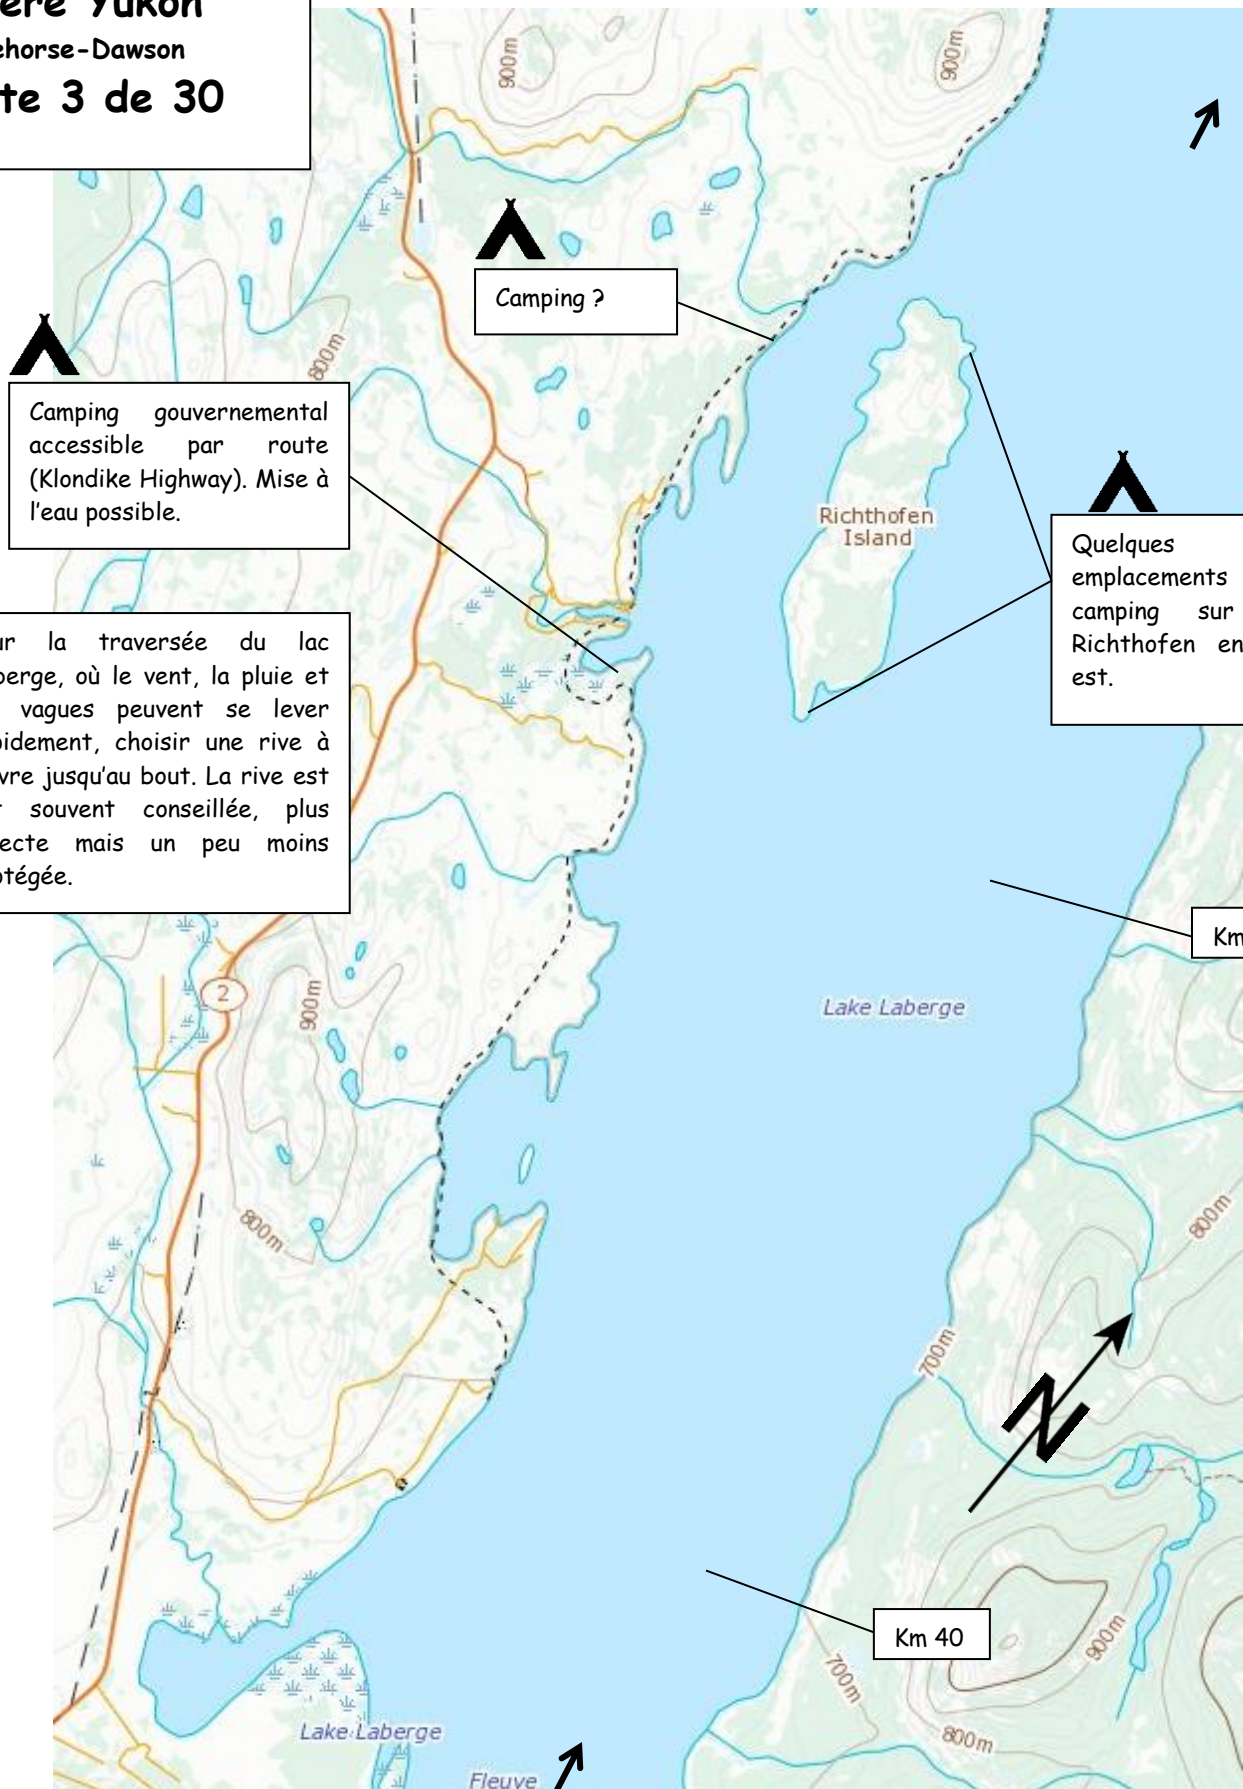 ère Yukon
ehorse-Dawson
te 3 de 30
900m
900m
Camping ?
800m
Camping gouvernemental
accessible par route
(Klondike Highway). Mise à
l'eau possible.
Richthofen
Island
Quelques
emplacements
camping sur
Richthofen en
est.
ur la traversée du lac
berge, où le vent, la pluie et
vagues peuvent se lever
pidement, choisir une rive à
vre jusqu'au bout. La rive est
t souvent conseillée, plus
ecte mais un peu moins
otégée.
Km
2
900m
Lake Laberge
800m
800m
700m
N
Km 40
900m
700m
800m
Lake Laberge
Fleuve